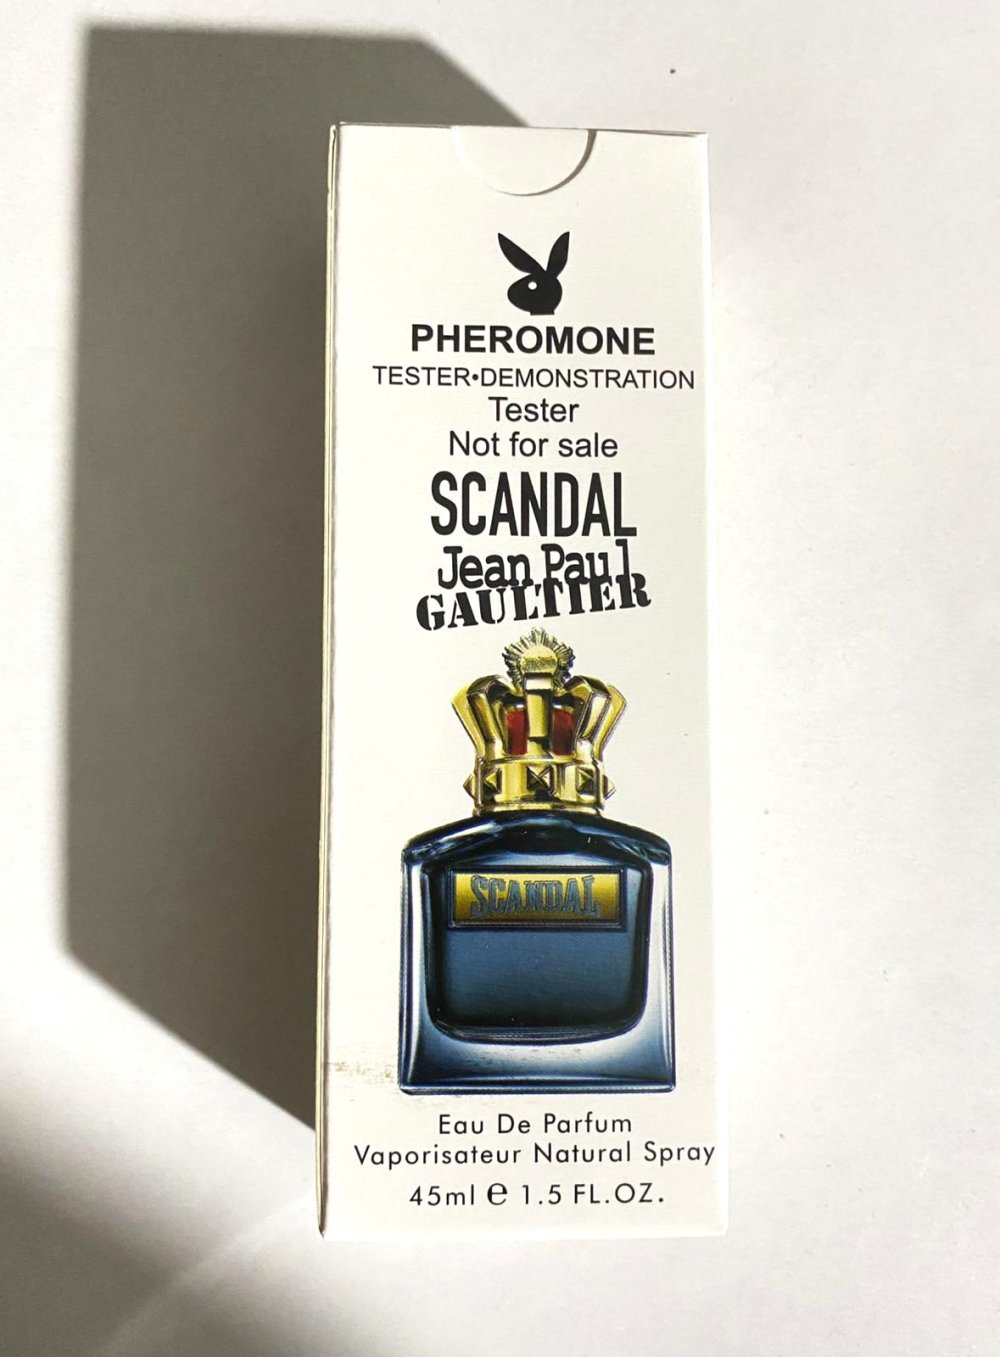 PHEROMONE
TESTER•DEMONSTRATION
Tester
Not for sale
SCANDAL
Jean Paul
GAULTIER
SCANDAL
Eau De Parfum
Vaporisateur Natural Spray
45ml e 1.5 FL.OZ.